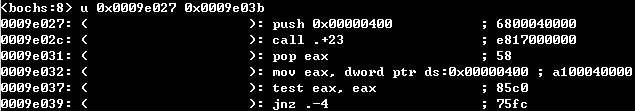 <bochs:8> u 0x0009e027 0x0009e03b
0009e027: (                    ): push 0x00000400           ; 6800040000
0009e02c: (                    ): call .+23                 ; e817000000
0009e031: (                    ): pop eax                   ; 58
0009e032: (                    ): mov eax, dword ptr ds:0x00000400 ; a100040000
0009e037: (                    ): test eax, eax             ; 85c0
0009e039: (                    ): jnz .-4                   ; 75fc